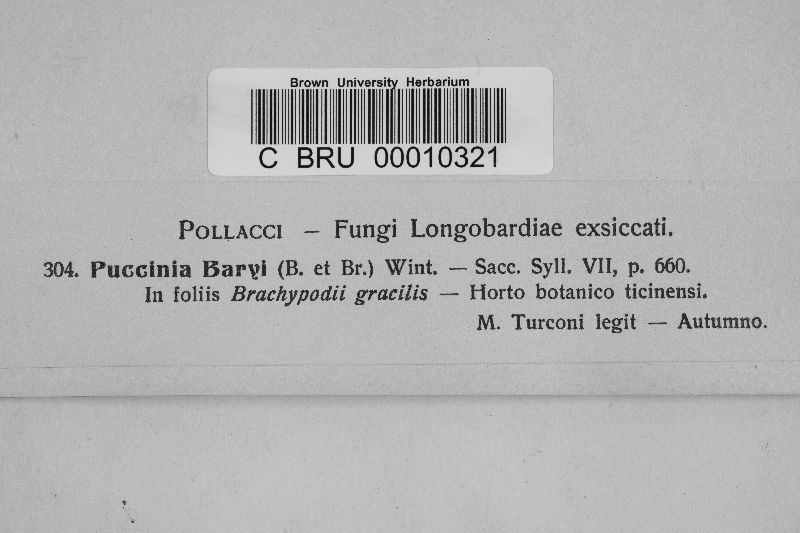 Brown University Herbarium
C BRU 00010321
POLLACCI — Fungi Longobardiae exsiccati.
304. Puccinia Baryi (B. et Br.) Wint. — Sacc. Syll. VII, p. 660.
In foliis Brachypodii gracilis — Horto botanico ticinensi.
M. Turconi legit — Autumno.